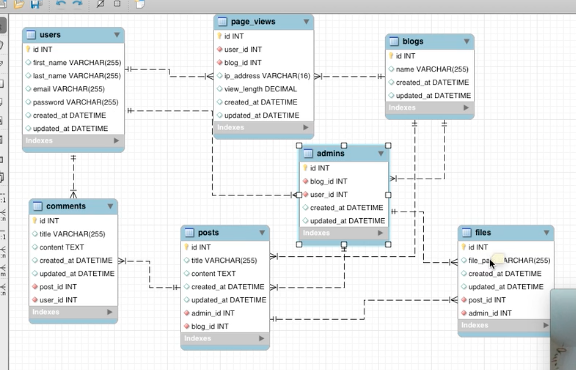 users
id INT
first_name VARCHAR(255)
last_name VARCHAR(255)
email VARCHAR(255)
password VARCHAR(255)
created_at DATETIME
updated_at DATETIME
Indexes
page_views
id INT
user_id INT
blog_id INT
ip_address VARCHAR(16)
view_length DECIMAL
created_at DATETIME
updated_at DATETIME
Indexes
blogs
id INT
name VARCHAR(255)
created_at DATETIME
updated_at DATETIME
Indexes
admins
id INT
blog_id INT
user_id INT
created_at DATETIME
updated_at DATETIME
Indexes
comments
id INT
title VARCHAR(255)
content TEXT
created_at DATETIME
updated_at DATETIME
post_id INT
user_id INT
Indexes
posts
id INT
title VARCHAR(255)
content TEXT
created_at DATETIME
updated_at DATETIME
admin_id INT
blog_id INT
Indexes
files
id INT
created_at DATETIME
updated_at DATETIME
post_id INT
admin_id INT
Indexes